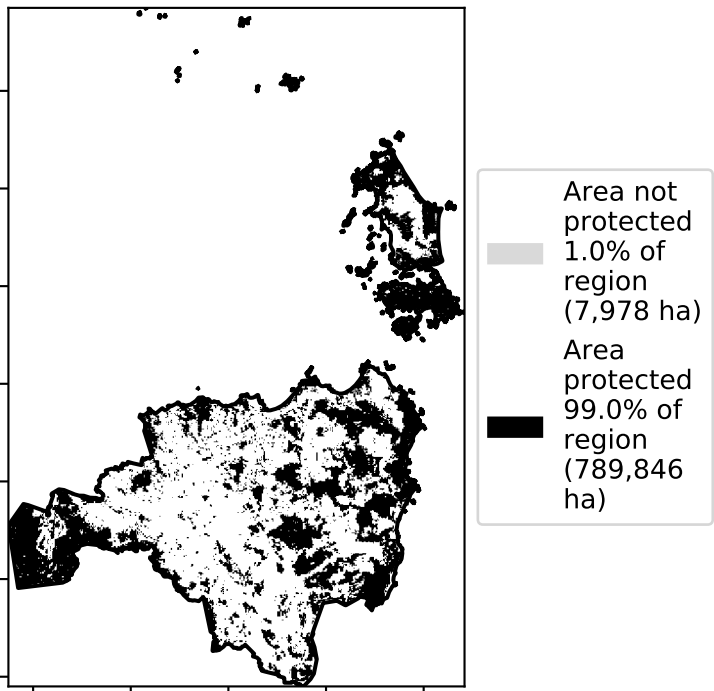 Area not
protected
1.0% of
region
(7,978 ha)
Area
protected
99.0% of
region
(789,846
ha)